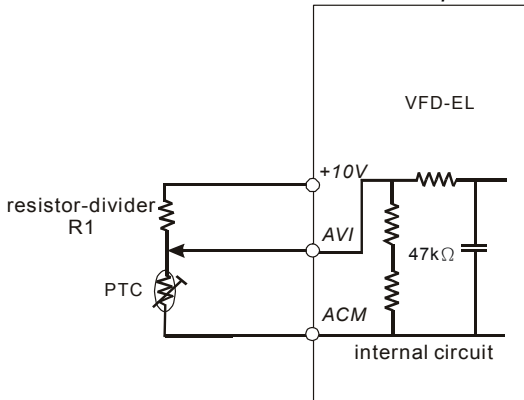 VFD-EL
+10V
resistor-divider
R1
AVI
47kΩ
PTC
ACM
internal circuit